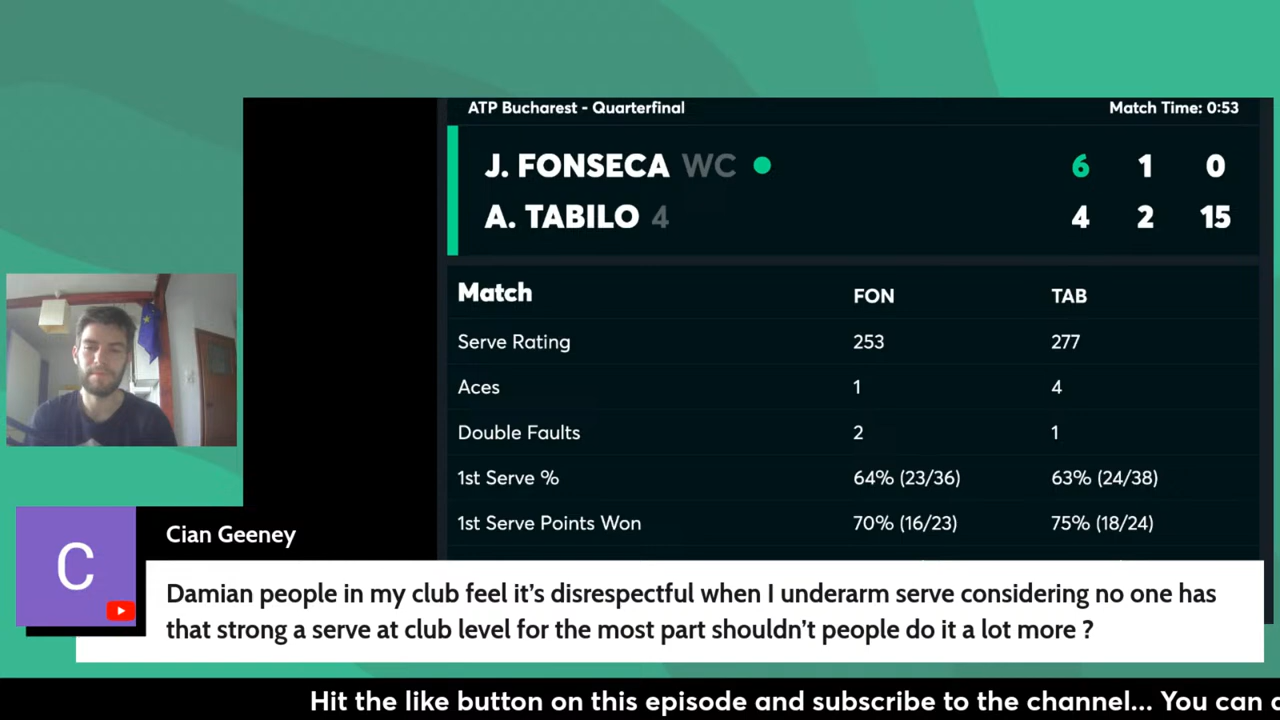 ATP Bucharest - Quarterfinal Match Time: 0:53
J. FONSECA WC 6 1 0
A. TABILO 4 4 2 15
Match FON TAB
Serve Rating 253 277
Aces 1 4
Double Faults 2 1
1st Serve % 64% (23/36) 63% (24/38)
1st Serve Points Won 70% (16/23) 75% (18/24)
C
Cian Geeney
Damian people in my club feel it's disrespectful when I underarm serve considering no one has
that strong a serve at club level for the most part shouldn't people do it a lot more ?
Hit the like button on this episode and subscribe to the channel... You can